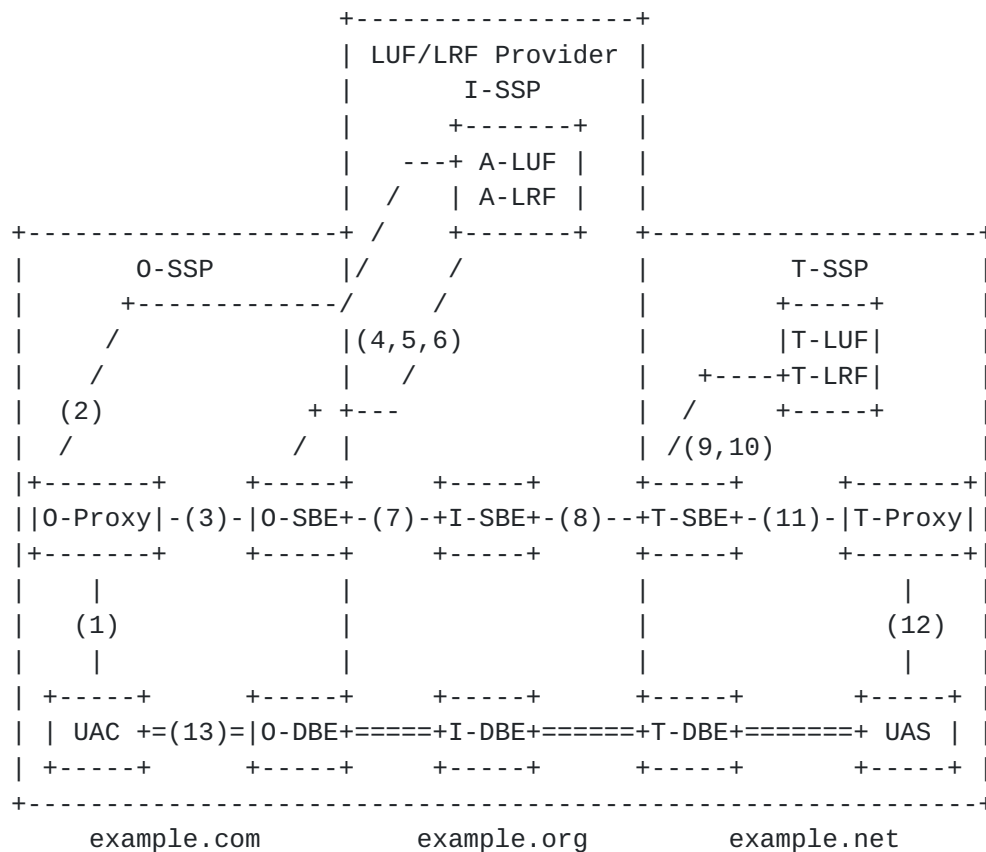 +------------------+
| LUF/LRF Provider |
|       I-SSP      |
|      +-------+   |
|   ---+ A-LUF |   |
|  /   | A-LRF |   |
+-------------------+ /    +-------+   +---------------------+
|       O-SSP        |/     /           |         T-SSP       |
|      +------------/     /            |        +-----+      |
|     /              |(4,5,6)           |        |T-LUF|      |
|    /               |   /              |   +----+T-LRF|      |
|  (2)             + +---               |  /     +-----+      |
|  /              /  |                  | /(9,10)             |
|+-------+     +-----+     +-----+      +-----+      +-------+|
||O-Proxy|-(3)-|O-SBE+-(7)-+I-SBE+-(8)--+T-SBE+-(11)-|T-Proxy||
|+-------+     +-----+     +-----+      +-----+      +-------+|
|    |               |                  |               |    |
|   (1)              |                  |              (12)  |
|    |               |                  |               |    |
| +-----+      +-----+     +-----+      +-----+       +-----+ |
| | UAC +=(13)=|O-DBE+=====+I-DBE+======+T-DBE+=======+ UAS | |
| +-----+      +-----+     +-----+      +-----+       +-----+ |
+-------------------------------------------------------------+
example.com          example.org         example.net